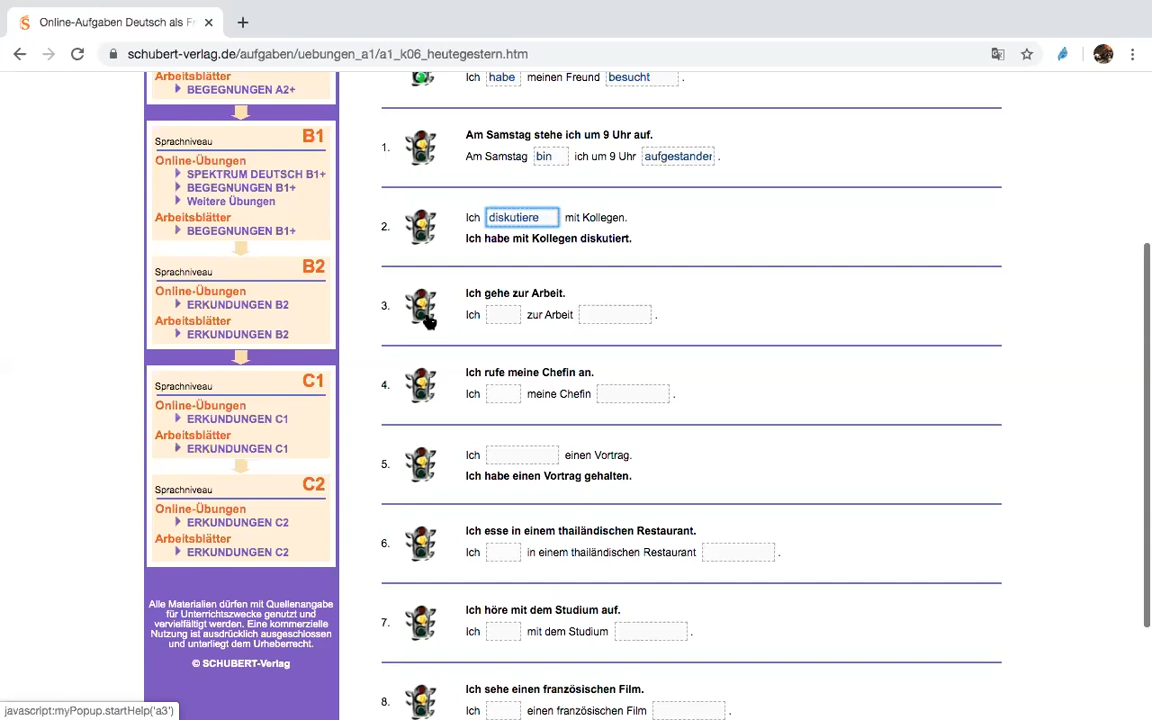 Online-Aufgaben Deutsch als Fr
schubert-verlag.de/aufgaben/uebungen_a1/a1_k06_heutegestern.htm
Arbeitsblätter
BEGEGNUNGEN A2+
Sprachniveau B1
Online-Übungen
SPEKTRUM DEUTSCH B1+
BEGEGNUNGEN B1+
Weitere Übungen
Arbeitsblätter
BEGEGNUNGEN B1+
Sprachniveau B2
Online-Übungen
ERKUNDUNGEN B2
Arbeitsblätter
ERKUNDUNGEN B2
Sprachniveau C1
Online-Übungen
ERKUNDUNGEN C1
Arbeitsblätter
ERKUNDUNGEN C1
Sprachniveau C2
Online-Übungen
ERKUNDUNGEN C2
Arbeitsblätter
ERKUNDUNGEN C2
Alle Materialien dürfen mit Quellenangabe
für Unterrichtszwecke genutzt und
vervielfältigt werden. Eine kommerzielle
Nutzung ist ausdrücklich ausgeschlossen
und unterliegt dem Urheberrecht.
© SCHUBERT-Verlag
Ich habe meinen Freund besucht .
1. Am Samstag stehe ich um 9 Uhr auf.
Am Samstag bin ich um 9 Uhr aufgestanden .
2. Ich diskutiere mit Kollegen.
Ich habe mit Kollegen diskutiert.
3. Ich gehe zur Arbeit.
Ich zur Arbeit .
4. Ich rufe meine Chefin an.
Ich meine Chefin .
5. Ich einen Vortrag.
Ich habe einen Vortrag gehalten.
6. Ich esse in einem thailändischen Restaurant.
Ich in einem thailändischen Restaurant .
7. Ich höre mit dem Studium auf.
Ich mit dem Studium .
8. Ich sehe einen französischen Film.
Ich einen französischen Film .
javascript:myPopup.startHelp('a3')